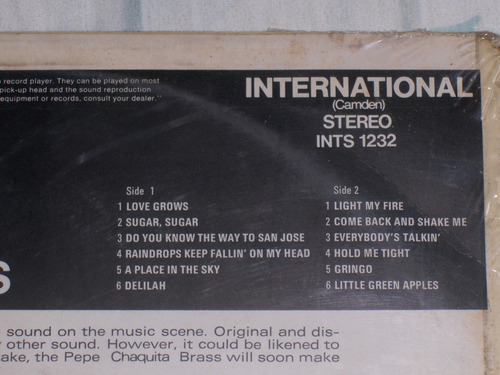 record player. They can be played on most
pick-up head and the sound reproduction
equipment or records, consult your dealer."
INTERNATIONAL
(Camden)
STEREO
INTS 1232
Side 1
1 LOVE GROWS
2 SUGAR, SUGAR
3 DO YOU KNOW THE WAY TO SAN JOSE
4 RAINDROPS KEEP FALLIN' ON MY HEAD
5 A PLACE IN THE SKY
6 DELILAH
Side 2
1 LIGHT MY FIRE
2 COME BACK AND SHAKE ME
3 EVERYBODY'S TALKIN'
4 HOLD ME TIGHT
5 GRINGO
6 LITTLE GREEN APPLES
S
sound on the music scene. Original and dis-
other sound. However, it could be likened to
ake, the Pepe Chaquita Brass will soon make